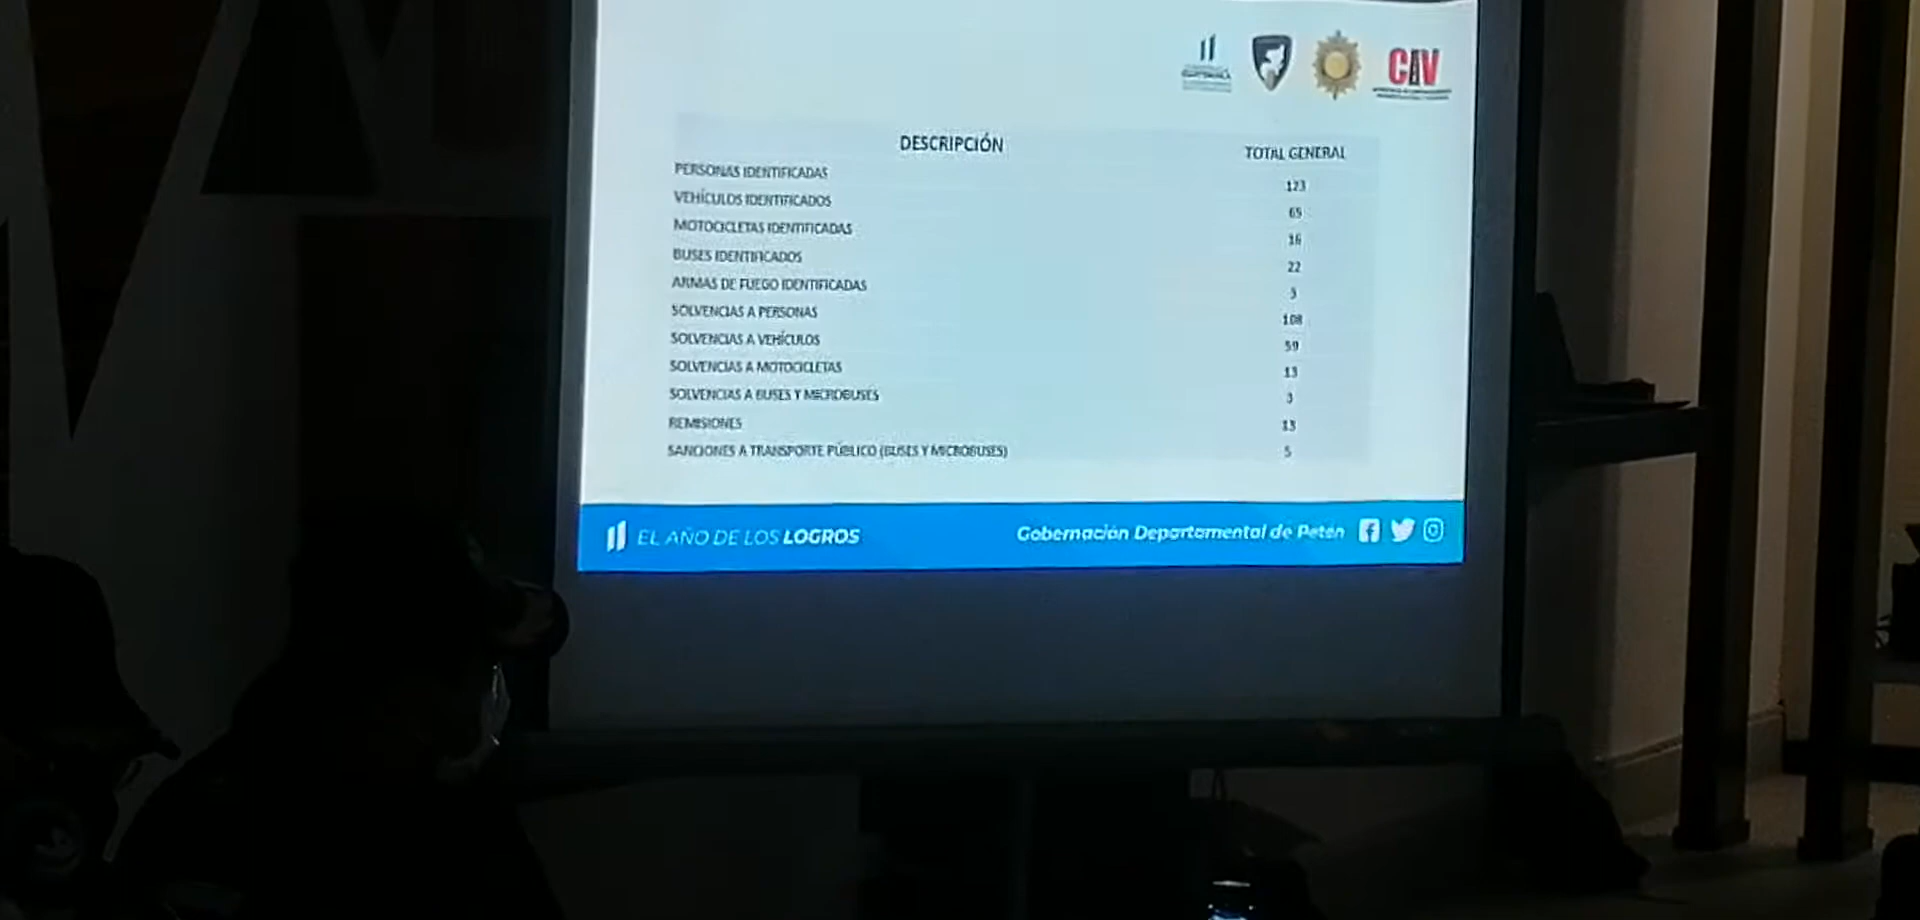 GUATEMALA
CIV
DESCRIPCIÓN TOTAL GENERAL
PERSONAS IDENTIFICADAS 123
VEHÍCULOS IDENTIFICADOS 65
MOTOCICLETAS IDENTIFICADAS 16
BUSES IDENTIFICADOS 22
ARMAS DE FUEGO IDENTIFICADAS 3
SOLVENCIAS A PERSONAS 108
SOLVENCIAS A VEHÍCULOS 59
SOLVENCIAS A MOTOCICLETAS 13
SOLVENCIAS A BUSES Y MICROBUSES 3
REMISIONES 13
SANCIONES A TRANSPORTE PÚBLICO (BUSES Y MICROBUSES) 5
EL AÑO DE LOS LOGROS Gobernación Departamental de Petén